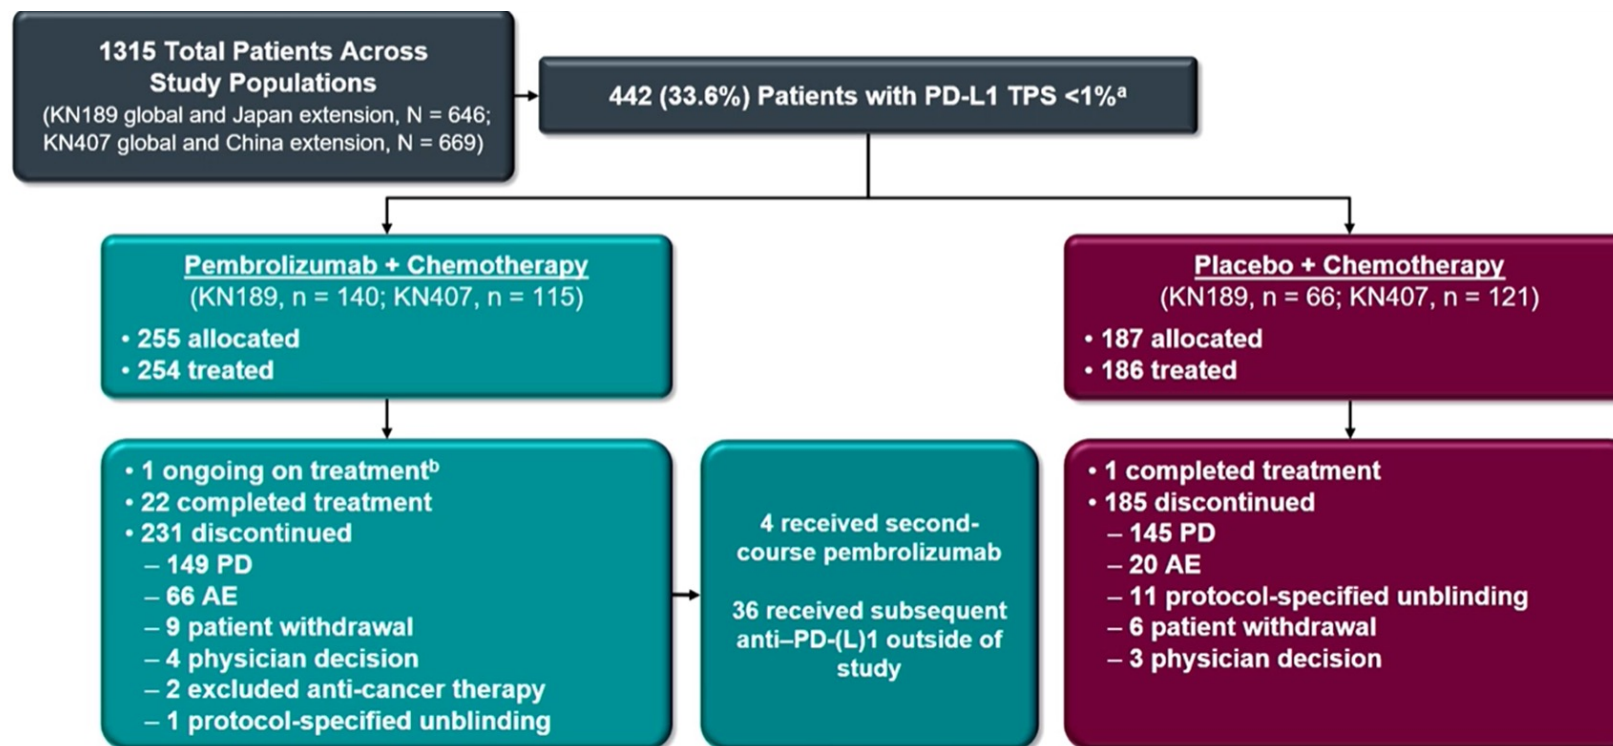 1315 Total Patients Across
Study Populations
(KN189 global and Japan extension, N = 646;
KN407 global and China extension, N = 669)
442 (33.6%) Patients with PD-L1 TPS <1%ᵃ
Pembrolizumab + Chemotherapy
(KN189, n = 140; KN407, n = 115)
• 255 allocated
• 254 treated
Placebo + Chemotherapy
(KN189, n = 66; KN407, n = 121)
• 187 allocated
• 186 treated
• 1 ongoing on treatmentᵇ
• 22 completed treatment
• 231 discontinued
– 149 PD
– 66 AE
– 9 patient withdrawal
– 4 physician decision
– 2 excluded anti-cancer therapy
– 1 protocol-specified unblinding
4 received second-
course pembrolizumab
36 received subsequent
anti–PD-(L)1 outside of
study
• 1 completed treatment
• 185 discontinued
– 145 PD
– 20 AE
– 11 protocol-specified unblinding
– 6 patient withdrawal
– 3 physician decision